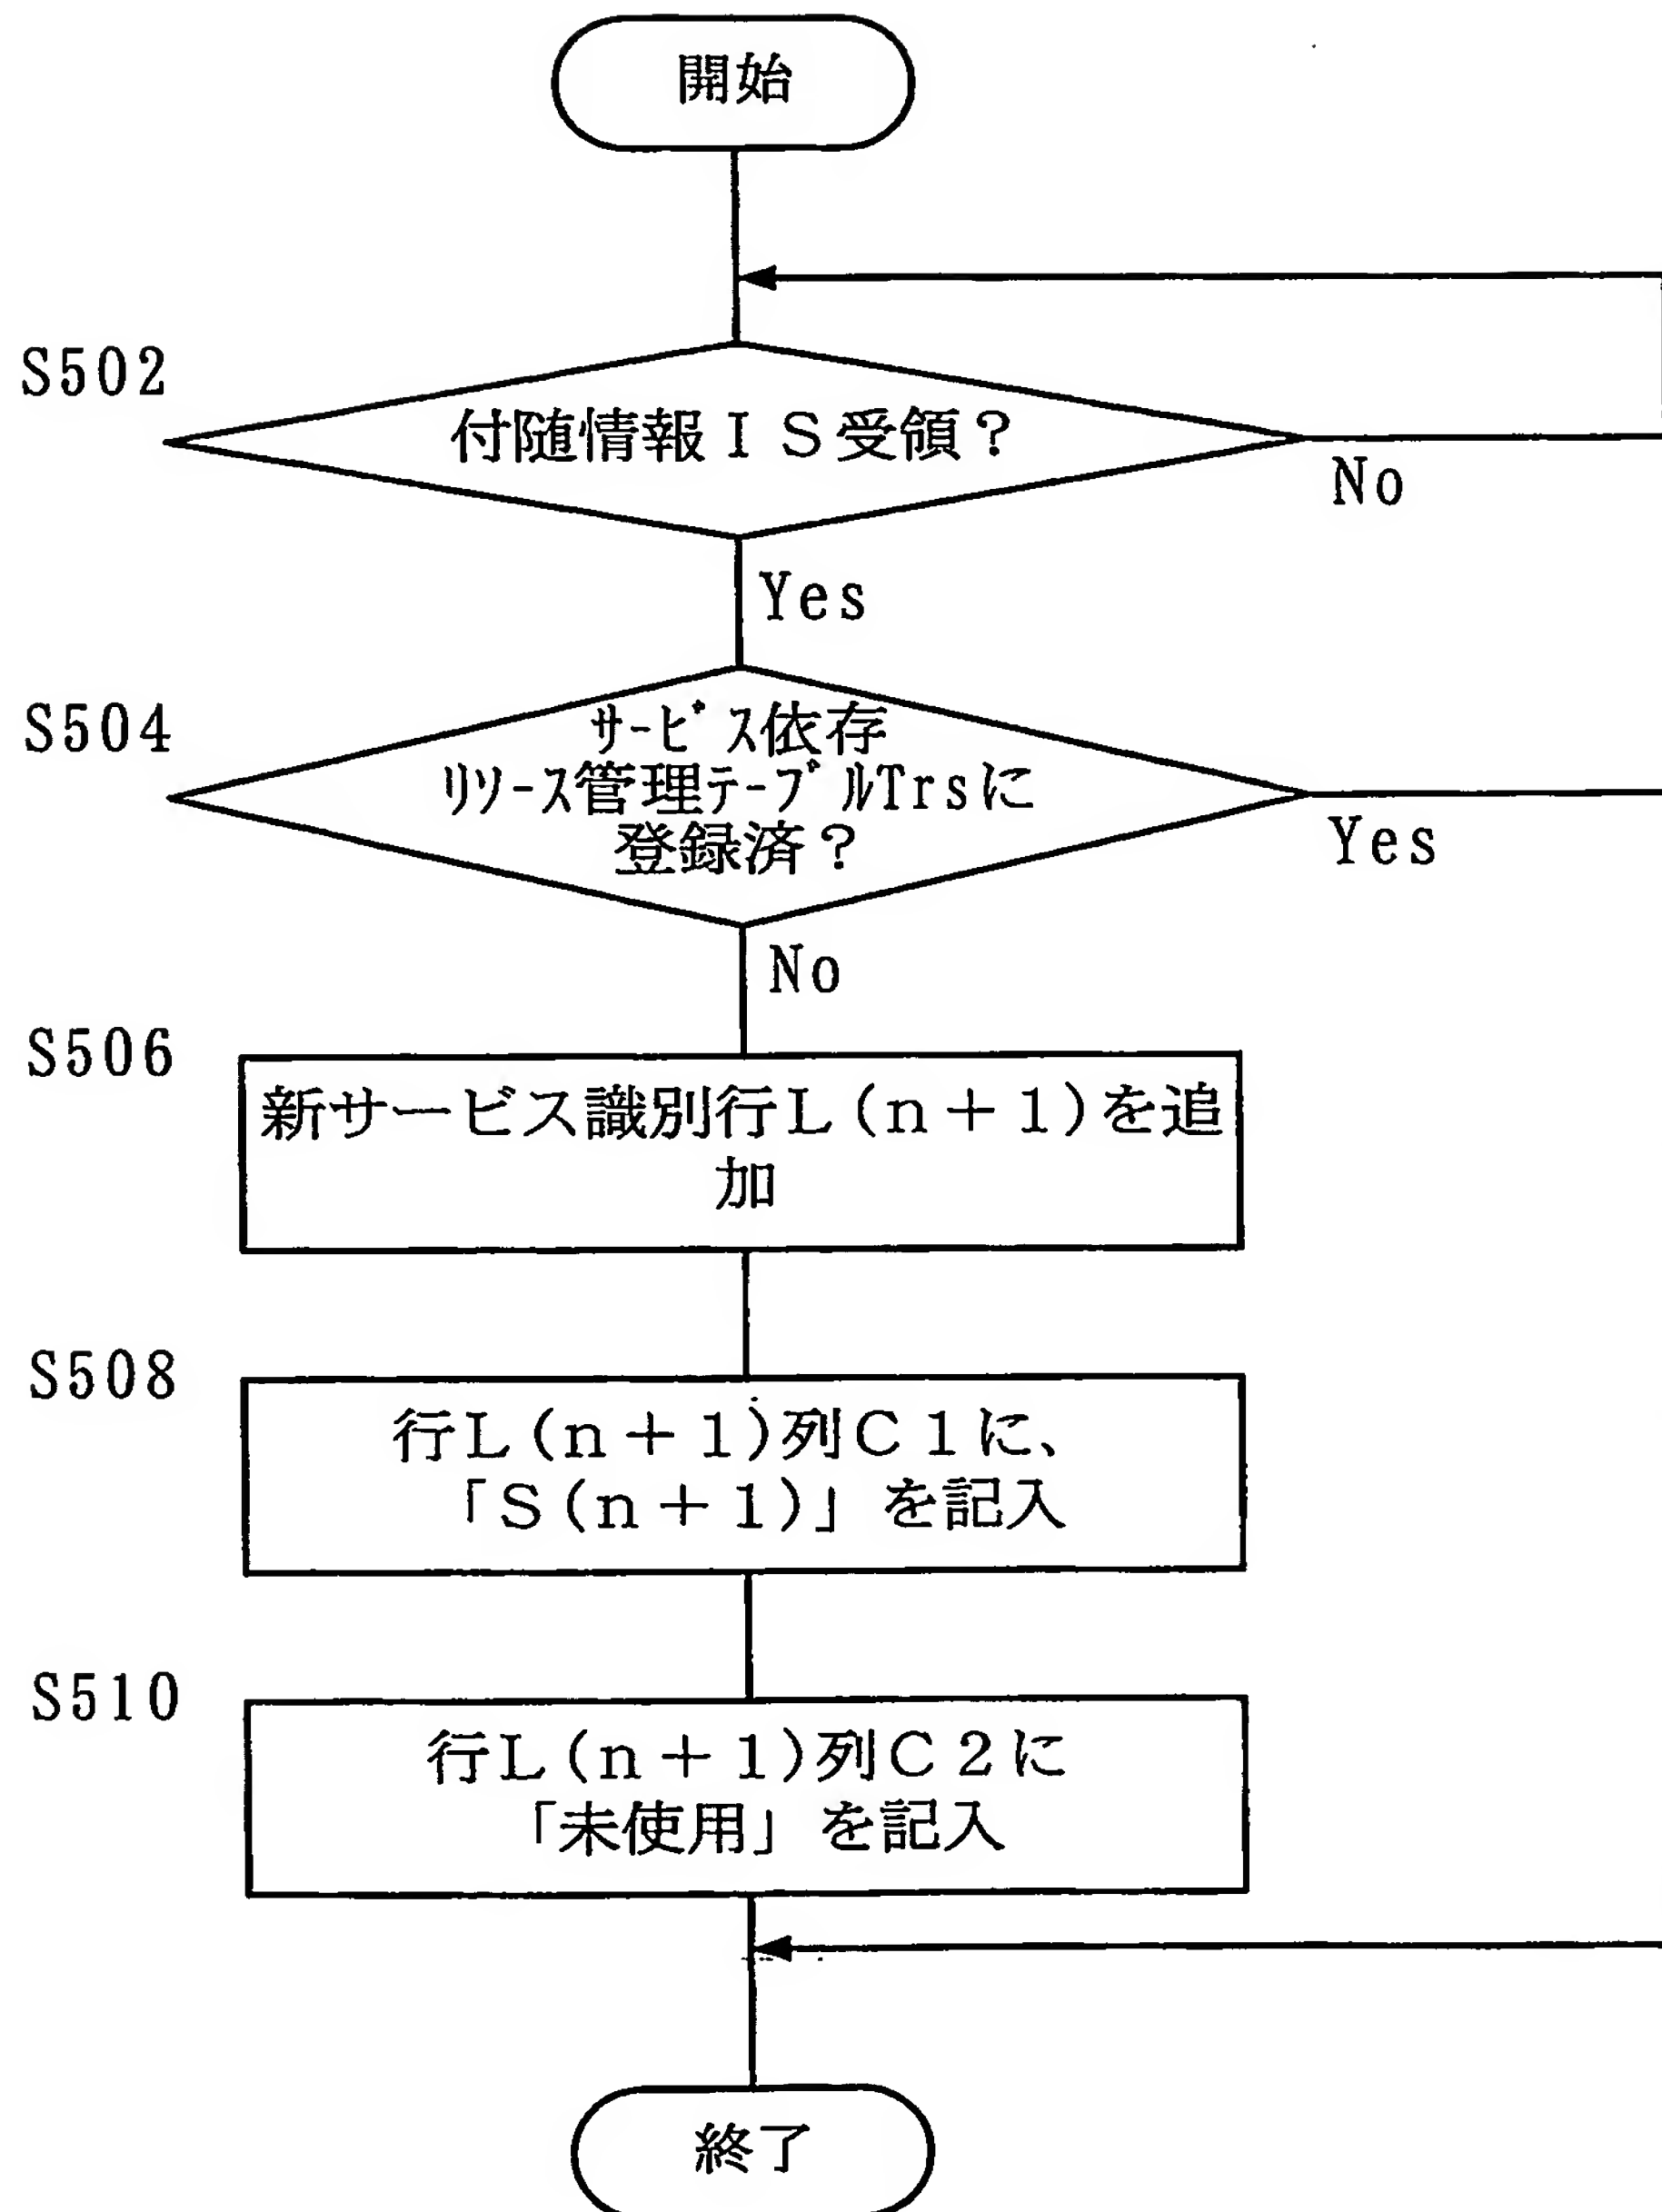 開始
S502
付随情報ＩＳ受領？
No
Yes
S504
ｻｰﾋﾞｽ依存
ﾘｿｰｽ管理ﾃｰﾌﾞﾙTrsに
登録済？
Yes
No
S506
新サービス識別行Ｌ（ｎ＋１）を追
加
S508
行Ｌ（ｎ＋１）列Ｃ１に、
「Ｓ（ｎ＋１）」を記入
S510
行Ｌ（ｎ＋１）列Ｃ２に
「未使用」を記入
終了